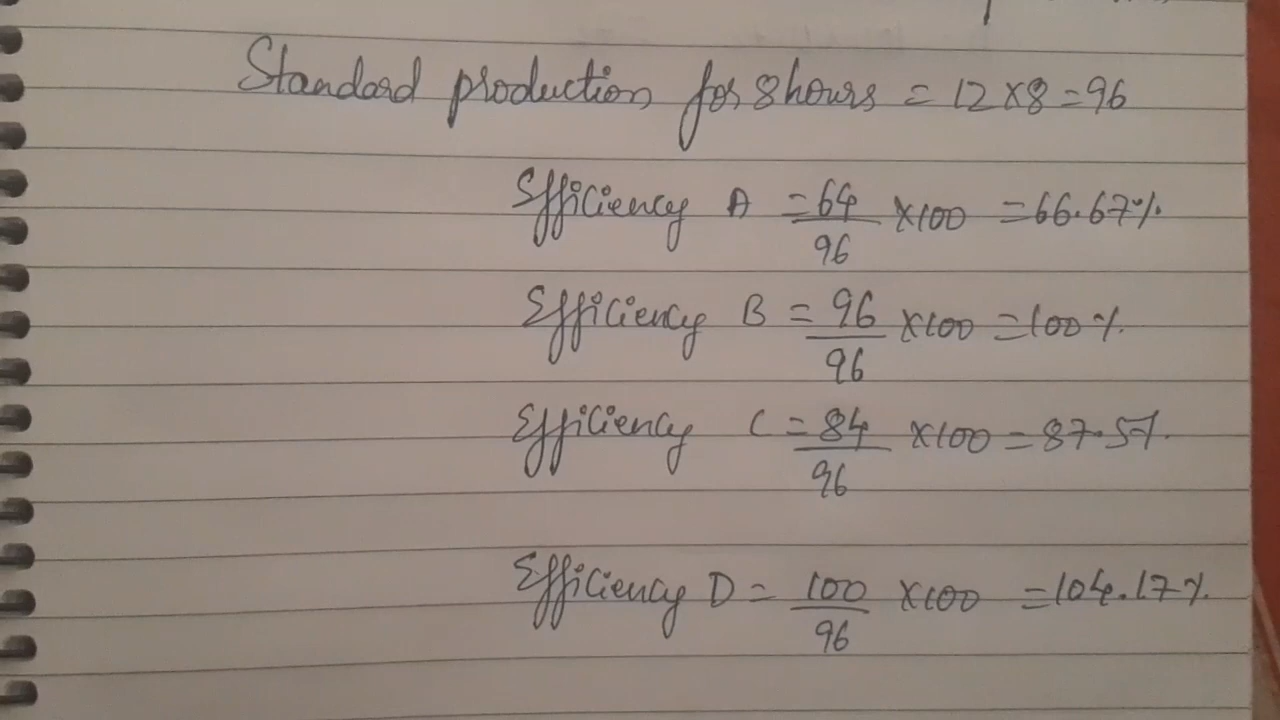 Standard production for 8 hours = 12 × 8 = 96
Efficiency A = 64/96 × 100 = 66.67%
Efficiency B = 96/96 × 100 = 100%
Efficiency C = 84/96 × 100 = 87.5%
Efficiency D = 100/96 × 100 = 104.17%